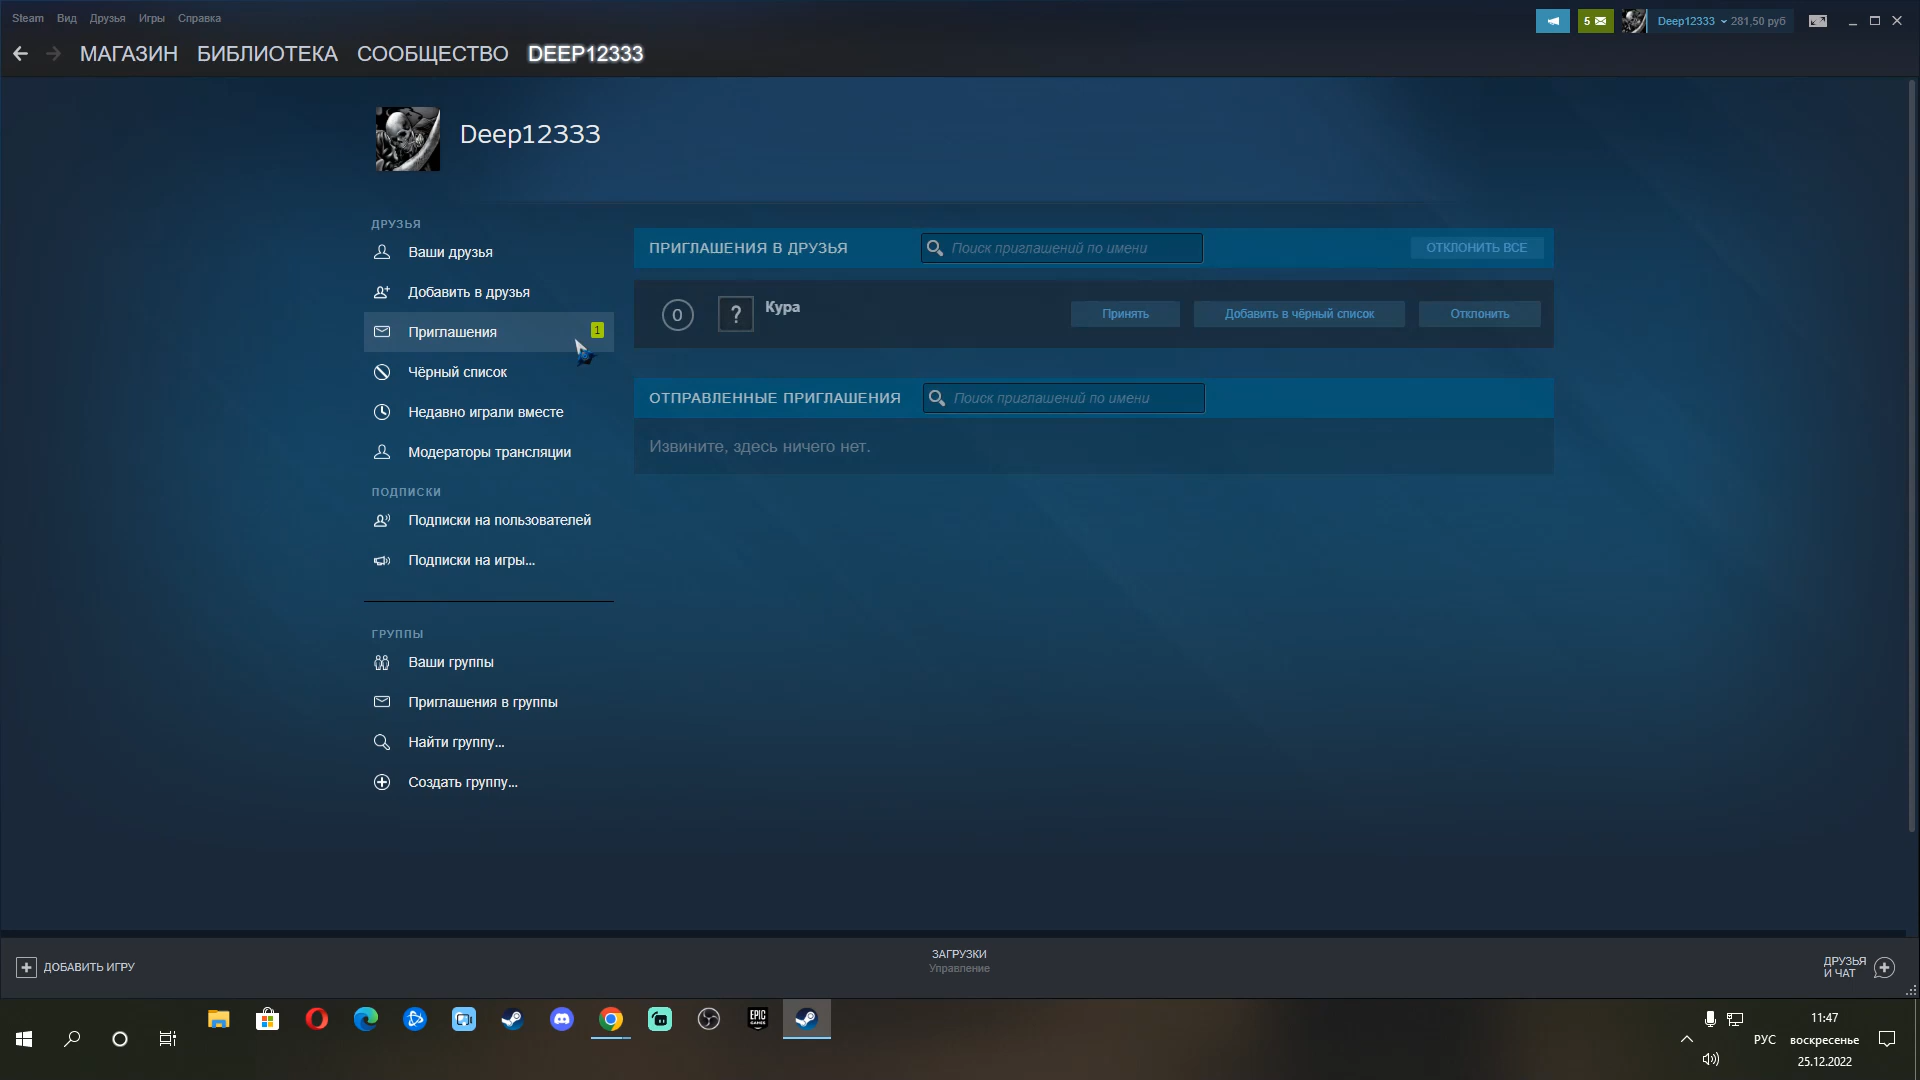 Steam Вид Друзья Игры Справка
5 Deep12333 281,50 руб
МАГАЗИН БИБЛИОТЕКА СООБЩЕСТВО DEEP12333
Deep12333
ДРУЗЬЯ
Ваши друзья
Добавить в друзья
Приглашения 1
Чёрный список
Недавно играли вместе
Модераторы трансляции
ПОДПИСКИ
Подписки на пользователей
Подписки на игры...
ГРУППЫ
Ваши группы
Приглашения в группы
Найти группу...
Создать группу...
ПРИГЛАШЕНИЯ В ДРУЗЬЯ Поиск приглашений по имени ОТКЛОНИТЬ ВСЕ
0 ? Кура Принять Добавить в чёрный список Отклонить
ОТПРАВЛЕННЫЕ ПРИГЛАШЕНИЯ Поиск приглашений по имени
Извините, здесь ничего нет.
ДОБАВИТЬ ИГРУ
ЗАГРУЗКИ
Управление
ДРУЗЬЯ
И ЧАТ
EPIC
GAMES
11:47
РУС воскресенье
25.12.2022